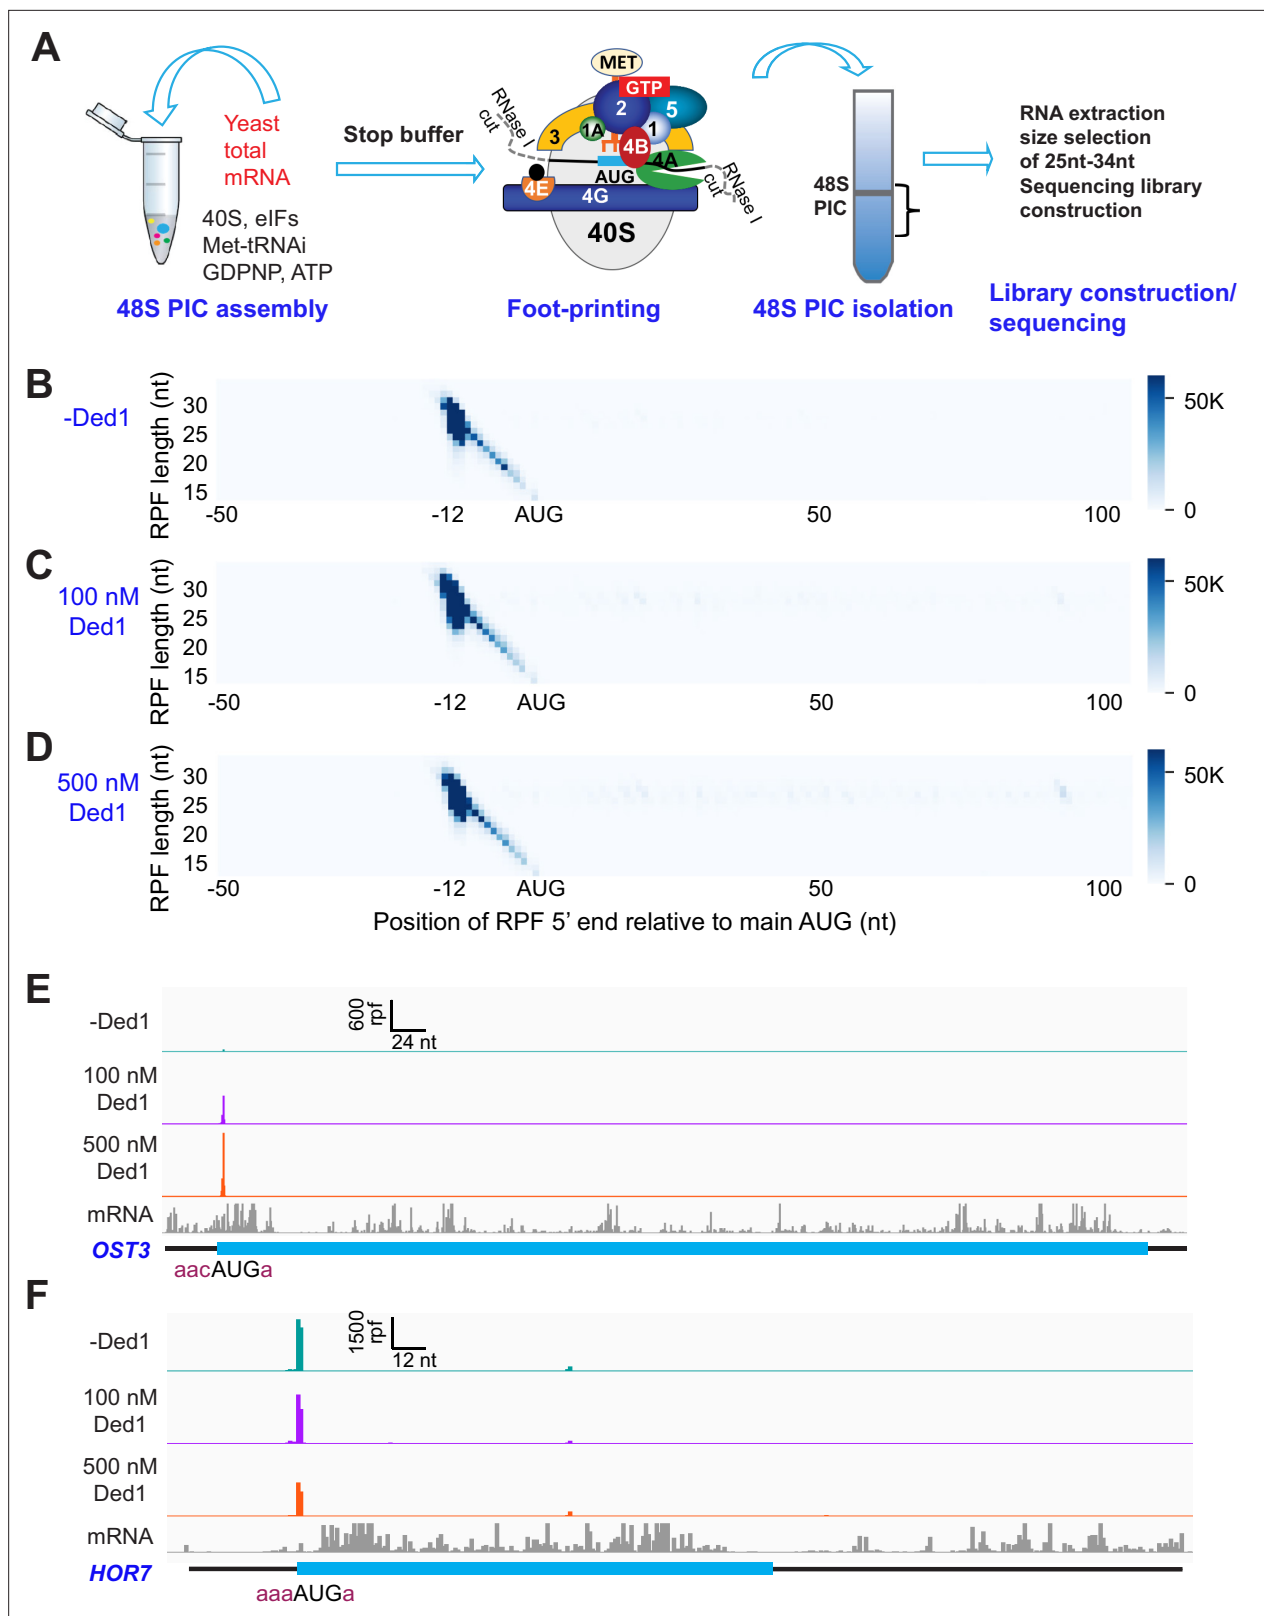 A
Yeast
total
mRNA
40S, eIFs
Met-tRNAi
GDPNP, ATP
48S PIC assembly
Stop buffer
MET
GTP
2
5
3
1A
1
4B
4A
RNase I
cut
AUG
4E
4G
cut
RNase I
40S
Foot-printing
48S
PIC
48S PIC isolation
RNA extraction
size selection
of 25nt-34nt
Sequencing library
construction
Library construction/
sequencing
B
-Ded1
RPF length (nt)
30
25
20
15
-50
-12
AUG
50
100
50K
0
C
100 nM
Ded1
RPF length (nt)
30
25
20
15
-50
-12
AUG
50
100
50K
0
D
500 nM
Ded1
RPF length (nt)
30
25
20
15
-50
-12
AUG
50
100
50K
0
Position of RPF 5' end relative to main AUG (nt)
E
-Ded1
600
rpf
24 nt
100 nM
Ded1
500 nM
Ded1
mRNA
OST3
aacAUGa
F
-Ded1
1500
rpf
12 nt
100 nM
Ded1
500 nM
Ded1
mRNA
HOR7
aaaAUGa